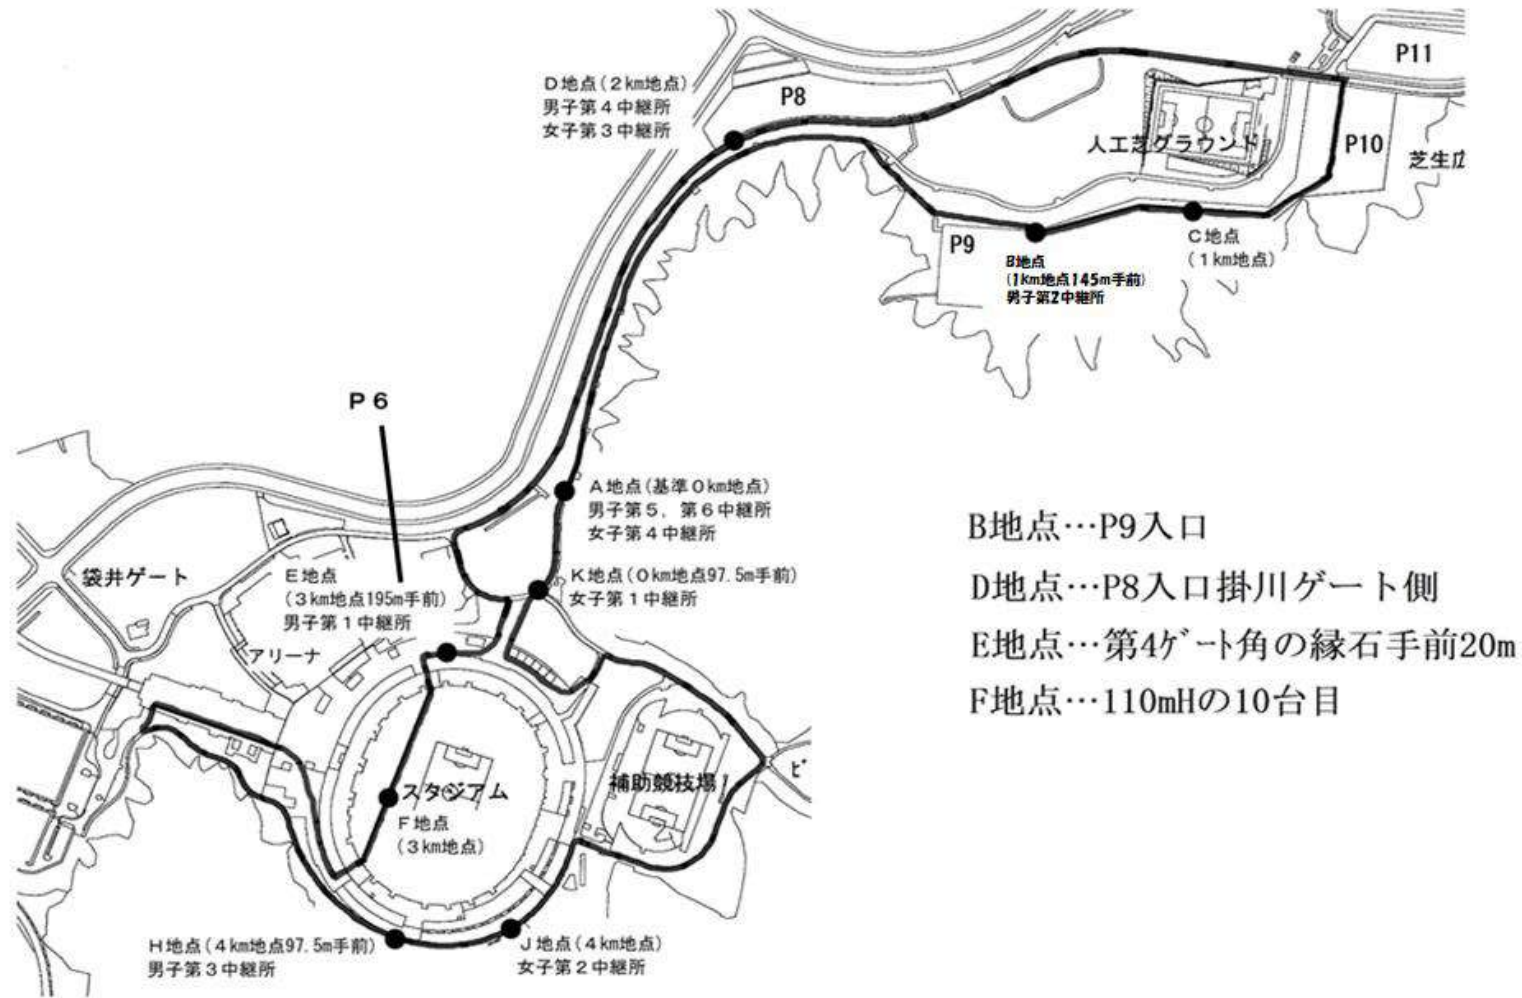 P11
D地点(2km地点)
男子第4中継所
女子第3中継所
P8
人工芝グラウンド
P10
芝生広
P9
C地点
(1km地点)
B地点
(1km地点145m手前)
男子第2中継所
P6
A地点(基準0km地点)
男子第5、第6中継所
女子第4中継所
K地点(0km地点97.5m手前)
女子第1中継所
袋井ゲート
E地点
(3km地点195m手前)
男子第1中継所
アリーナ
スタジアム
F地点
(3km地点)
補助競技場
ビ
H地点(4km地点97.5m手前)
男子第3中継所
J地点(4km地点)
女子第2中継所
B地点…P9入口
D地点…P8入口掛川ゲート側
E地点…第4ゲート角の縁石手前20m
F地点…110mHの10台目